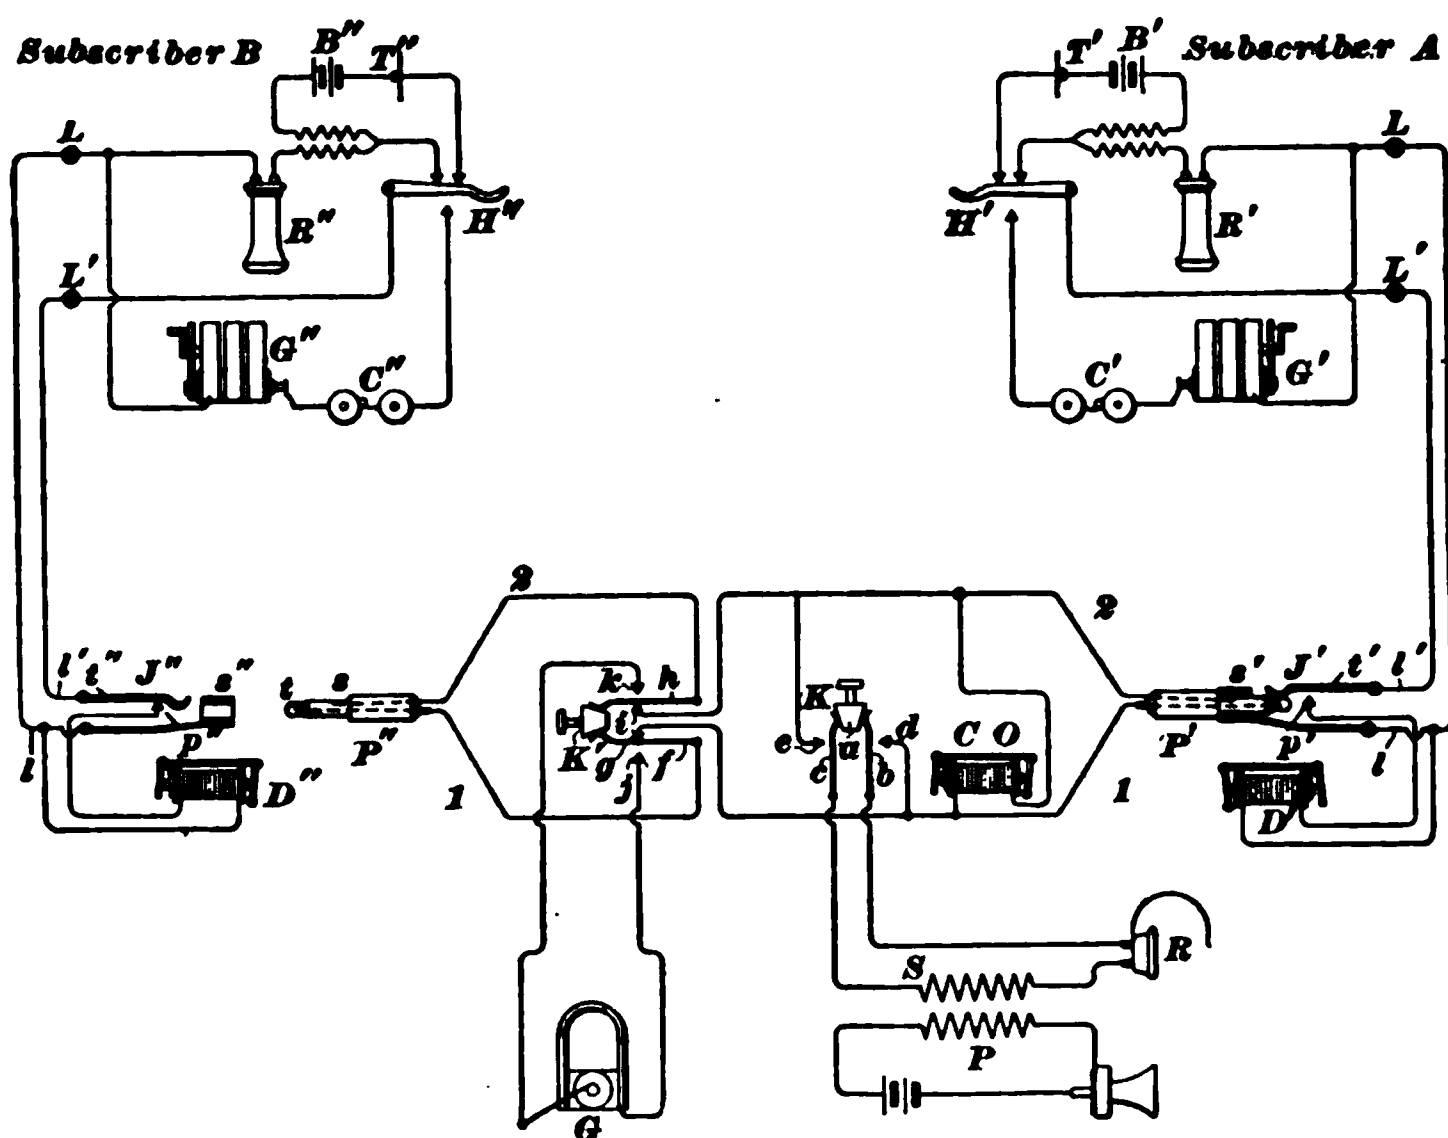 Subscriber B
B″
T″
T′
B′
Subscriber A
L
L
R″
H″
H′
R′
L′
L′
G″
C″
C′
G′
2
2
l′
t″
J″
s″
t
s
k
h
K
s′
J′
t′
l′
i
e
u
d
C O
l
p″
P″
K′
g
j
f
c
b
P′
p′
l
D″
1
1
D
S
R
P
G